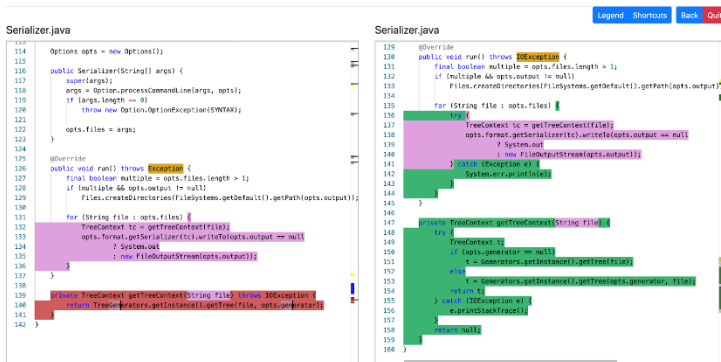 Legend Shortcuts Back Quit
Serializer.java
114 Options opts = new Options();
115
116 public Serializer(String[] args) {
117 super(args);
118 args = Option.processCommandLine(args, opts);
119 if (args.length == 0)
120 throw new Option.OptionException(SYNTAX);
121
122 opts.files = args;
123 }
124
125 @Override
126 public void run() throws Exception {
127 final boolean multiple = opts.files.length > 1;
128 if (multiple && opts.output != null)
129 Files.createDirectories(FileSystems.getDefault().getPath(opts.output));
130
131 for (String file : opts.files) {
132 TreeContext tc = getTreeContext(file);
133 opts.format.getSerializer(tc).writeTo(opts.output == null
134 ? System.out
135 : new FileOutputStream(opts.output));
136 }
137 }
138
139 private TreeContext getTreeContext(String file) throws IOException {
140 return TreeGenerators.getInstance().getTree(file, opts.generator);
141 }
142 }
Serializer.java
129 @Override
130 public void run() throws IOException {
131 final boolean multiple = opts.files.length > 1;
132 if (multiple && opts.output != null)
133 Files.createDirectories(FileSystems.getDefault().getPath(opts.output)
134
135 for (String file : opts.files) {
136 try {
137 TreeContext tc = getTreeContext(file);
138 opts.format.getSerializer(tc).writeTo(opts.output == null
139 ? System.out
140 : new FileOutputStream(opts.output));
141 } catch (Exception e) {
142 System.err.println(e);
143 }
144 }
145 }
146
147 private TreeContext getTreeContext(String file) {
148 try {
149 TreeContext t;
150 if (opts.generator == null)
151 t = Generators.getInstance().getTree(file);
152 else
153 t = Generators.getInstance().getTree(opts.generator, file);
154 return t;
155 } catch (IOException e) {
156 e.printStackTrace();
157 }
158 return null;
159 }
160 }